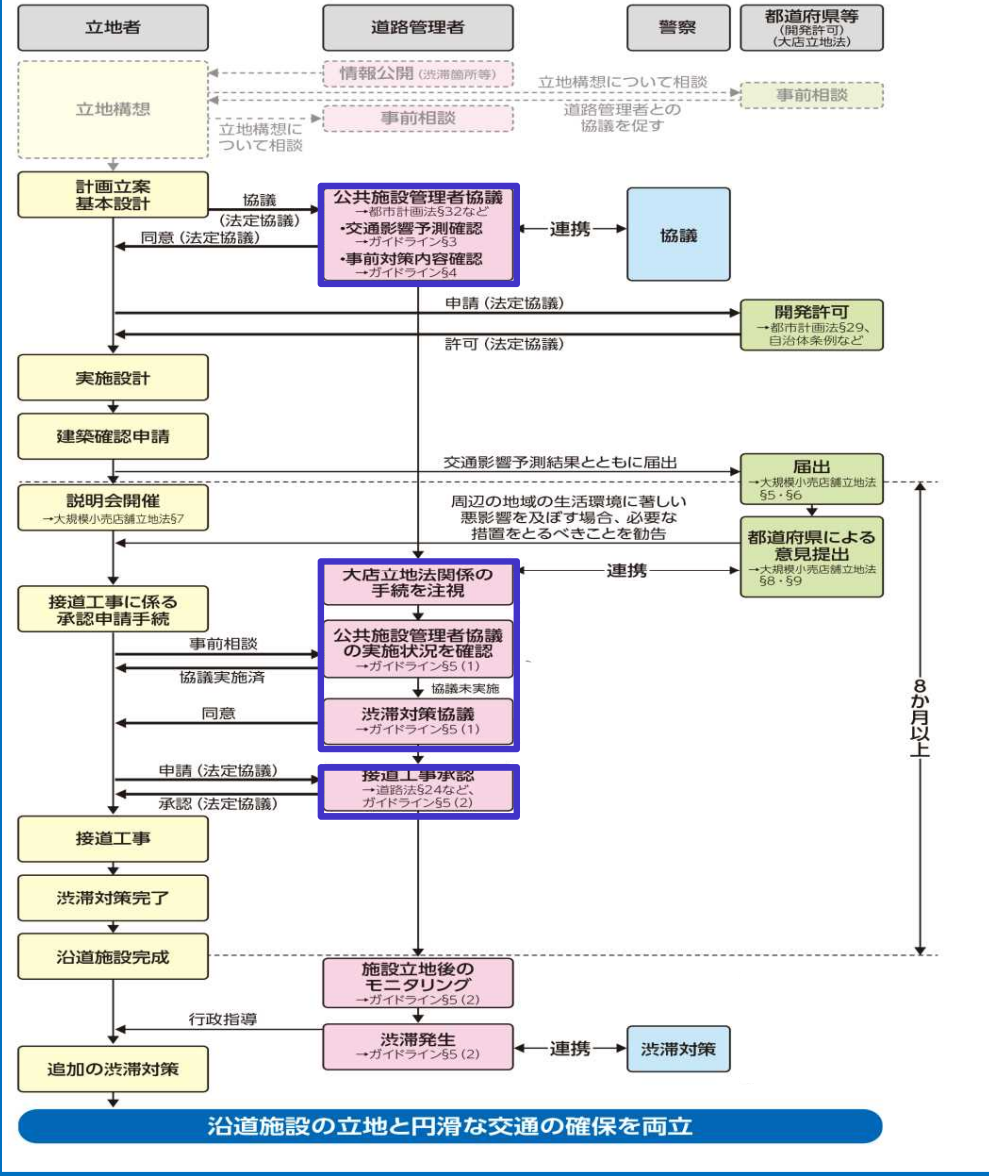 立地者
道路管理者
警察
都道府県等
(開発許可)
(大店立地法)
立地構想
情報公開 (渋滞箇所等)
立地構想について相談
事前相談
立地構想に
ついて相談
事前相談
道路管理者との
協議を促す
計画立案
基本設計
協議
(法定協議)
同意 (法定協議)
公共施設管理者協議
→都市計画法§32など
・交通影響予測確認
→ガイドライン§3
・事前対策内容確認
→ガイドライン§4
連携
協議
申請 (法定協議)
許可 (法定協議)
開発許可
→都市計画法§29、
自治体条例など
実施設計
建築確認申請
交通影響予測結果とともに届出
届出
→大規模小売店舗立地法
§5・§6
説明会開催
→大規模小売店舗立地法§7
周辺の地域の生活環境に著しい
悪影響を及ぼす場合、必要な
措置をとるべきことを勧告
都道府県による
意見提出
→大規模小売店舗立地法
§8・§9
大店立地法関係の
手続を注視
連携
接道工事に係る
承認申請手続
事前相談
協議実施済
公共施設管理者協議
の実施状況を確認
→ガイドライン§5 (1)
協議未実施
同意
渋滞対策協議
→ガイドライン§5 (1)
8か月以上
申請 (法定協議)
承認 (法定協議)
接道工事承認
→道路法§24など、
ガイドライン§5 (2)
接道工事
渋滞対策完了
沿道施設完成
施設立地後の
モニタリング
→ガイドライン§5 (2)
行政指導
渋滞発生
→ガイドライン§5 (2)
連携
渋滞対策
追加の渋滞対策
沿道施設の立地と円滑な交通の確保を両立